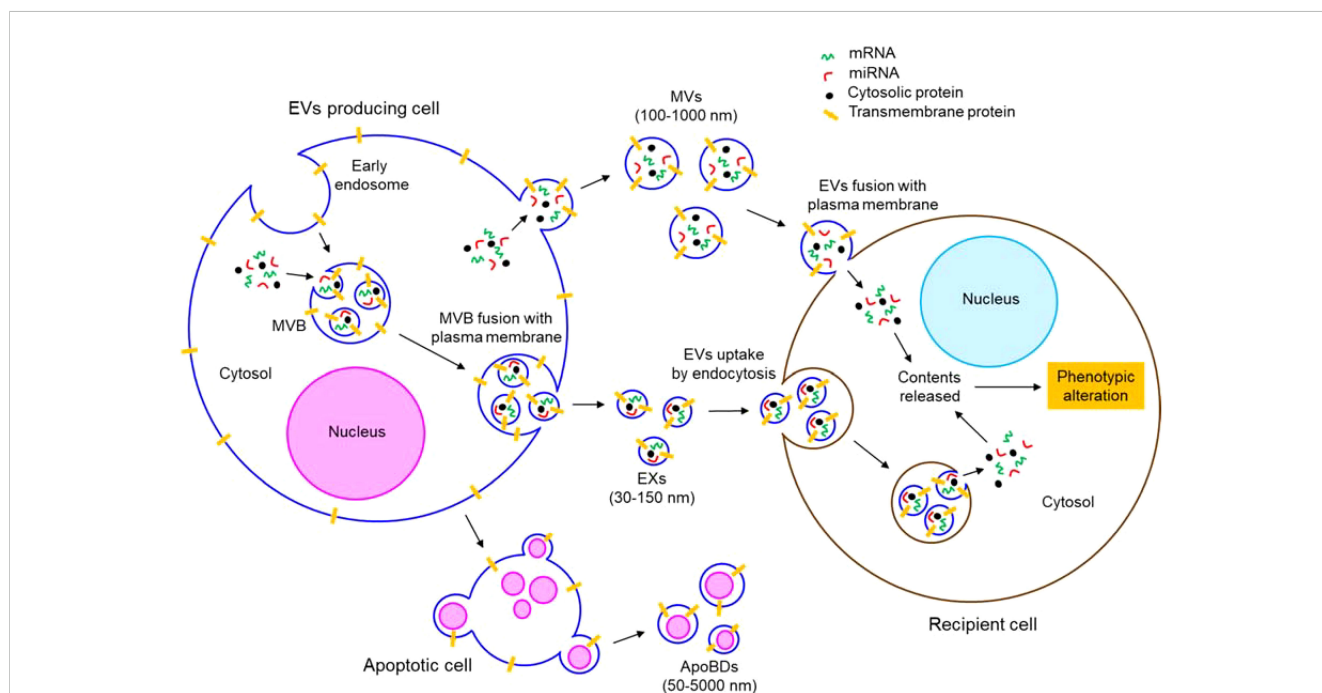 mRNA
miRNA
Cytosolic protein
Transmembrane protein
EVs producing cell
MVs
(100-1000 nm)
Early
endosome
EVs fusion with
plasma membrane
Nucleus
MVB
MVB fusion with
plasma membrane
Cytosol
EVs uptake
by endocytosis
Contents
released
Phenotypic
alteration
Nucleus
EXs
(30-150 nm)
Cytosol
Apoptotic cell
ApoBDs
(50-5000 nm)
Recipient cell